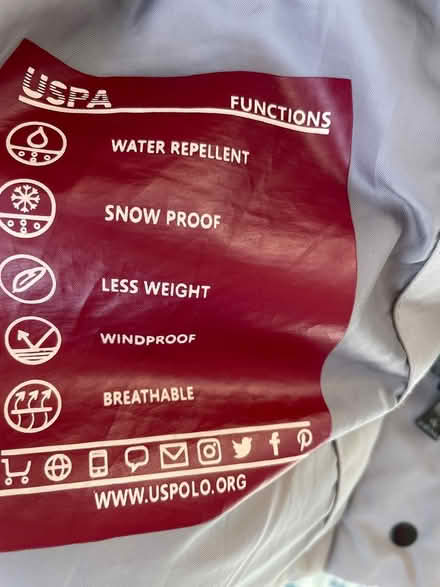 USPA FUNCTIONS
WATER REPELLENT
SNOW PROOF
LESS WEIGHT
WINDPROOF
BREATHABLE
WWW.USPOLO.ORG